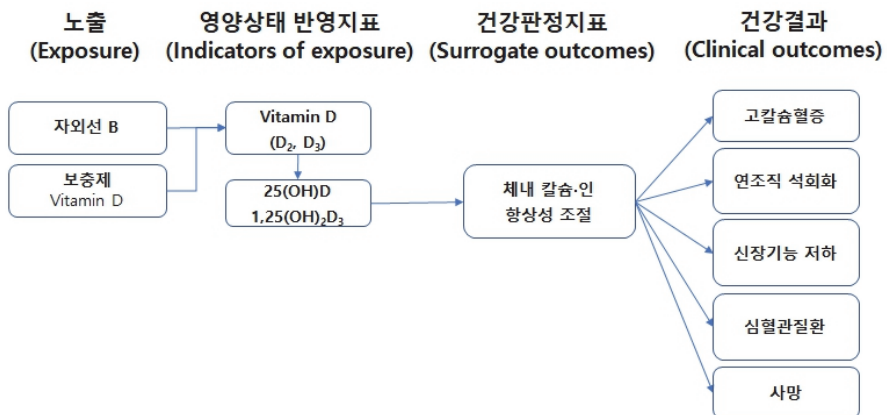 노출
(Exposure)
영양상태 반영지표
(Indicators of exposure)
건강판정지표
(Surrogate outcomes)
건강결과
(Clinical outcomes)
자외선 B
보충제
Vitamin D
Vitamin D
(D₂, D₃)
25(OH)D
1,25(OH)₂D₃
체내 칼슘·인
항상성 조절
고칼슘혈증
연조직 석회화
신장기능 저하
심혈관질환
사망